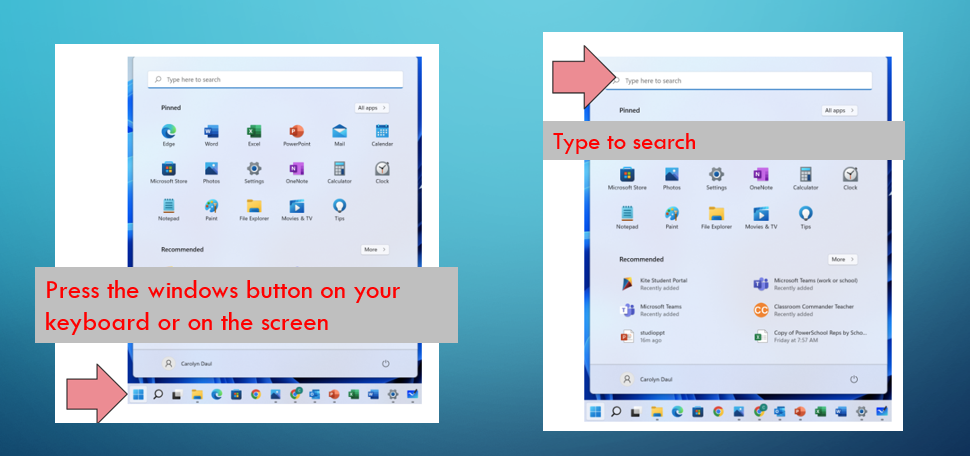 Type here to search
Pinned
All apps >
Edge Word Excel PowerPoint Mail Calendar
Microsoft Store Photos Settings OneNote Calculator Clock
Notepad Paint File Explorer Movies & TV Tips
Recommended
More >
Press the windows button on your
keyboard or on the screen
Carolyn Daul
Type here to search
Pinned
All apps >
Type to search
Microsoft Store Photos Settings OneNote Calculator Clock
Notepad Paint File Explorer Movies & TV Tips
Recommended
More >
Kite Student Portal
Recently added
Microsoft Teams (work or school)
Recently added
Microsoft Teams
Recently added
Classroom Commander Teacher
Recently added
studioppt
16m ago
Copy of PowerSchool Reps by Scho...
Friday at 7:57 AM
Carolyn Daul